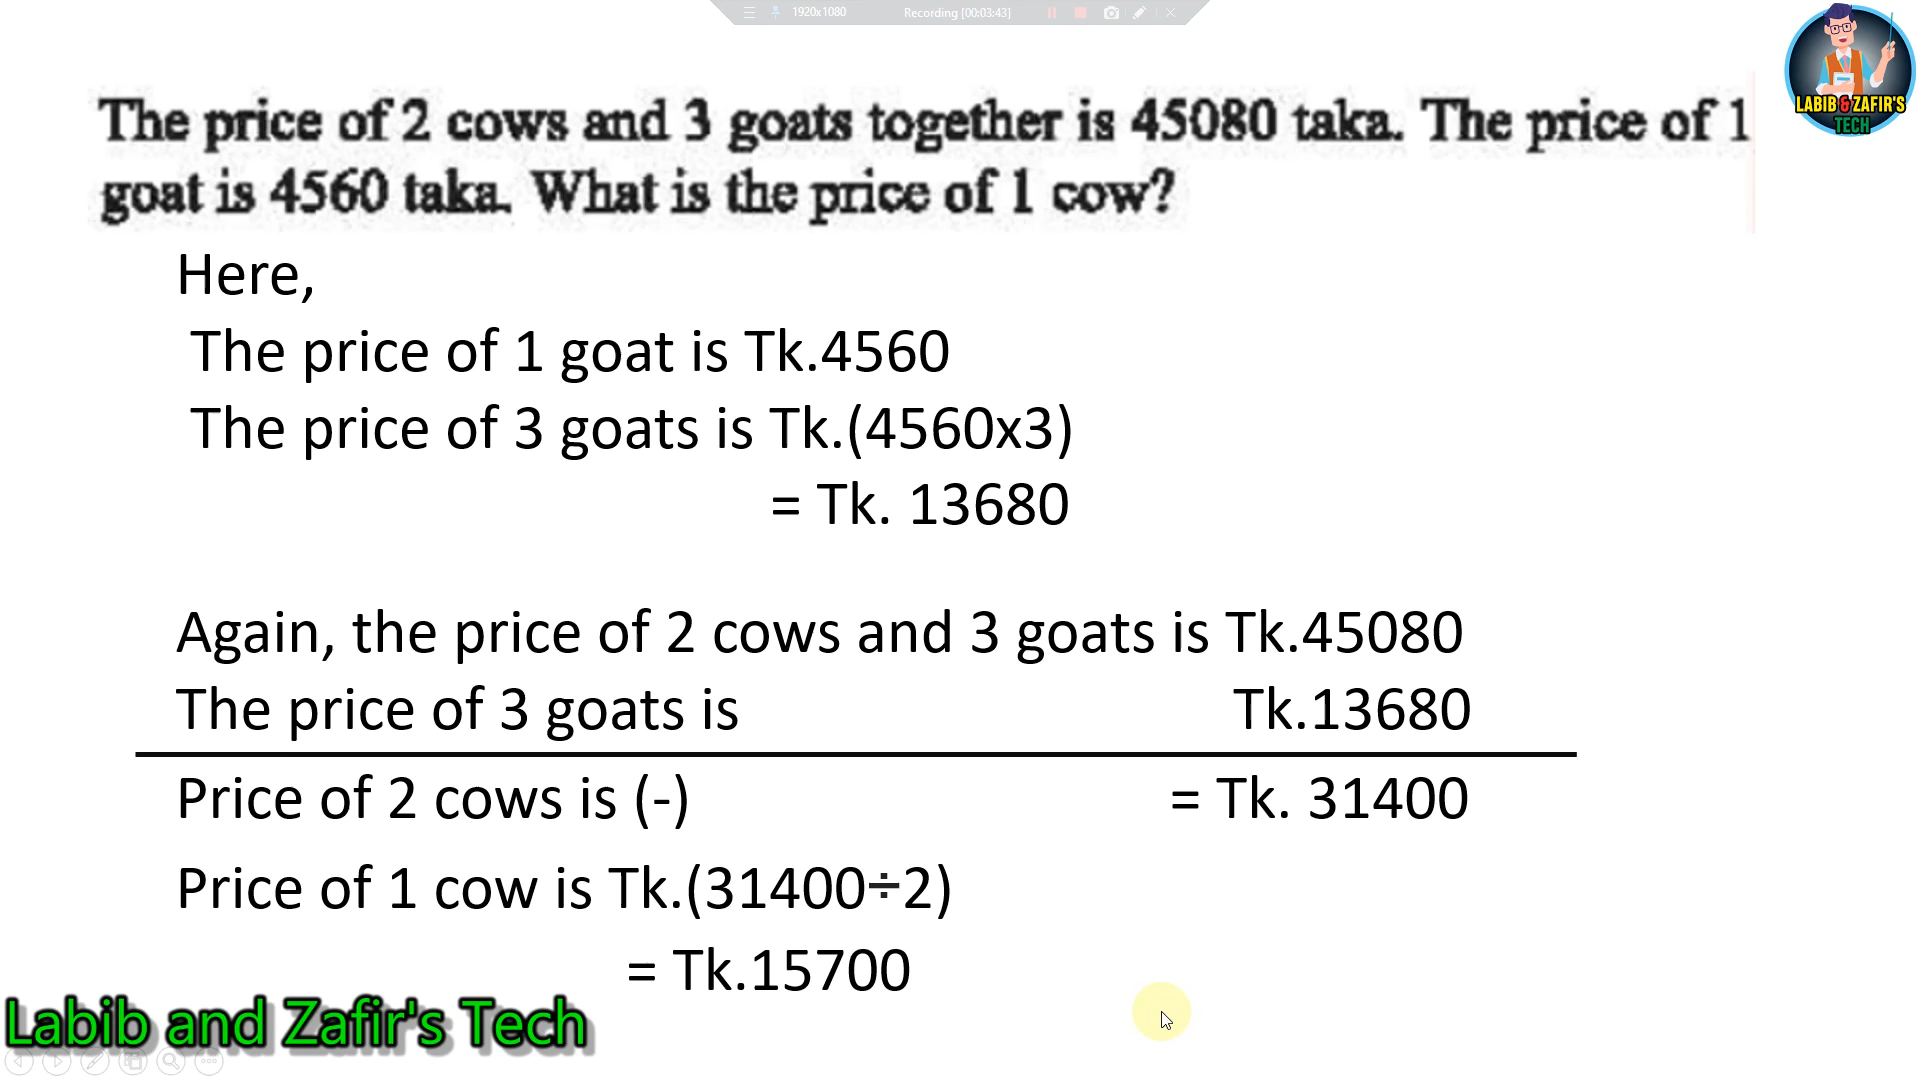 1920x1080 Recording [00:03:43]
LABIB & ZAFIR'S
TECH
The price of 2 cows and 3 goats together is 45080 taka. The price of 1
goat is 4560 taka. What is the price of 1 cow?
Here,
The price of 1 goat is Tk.4560
The price of 3 goats is Tk.(4560x3)
= Tk. 13680
Again, the price of 2 cows and 3 goats is Tk.45080
The price of 3 goats is Tk.13680
Price of 2 cows is (-) = Tk. 31400
Price of 1 cow is Tk.(31400÷2)
= Tk.15700
Labib and Zafir's Tech